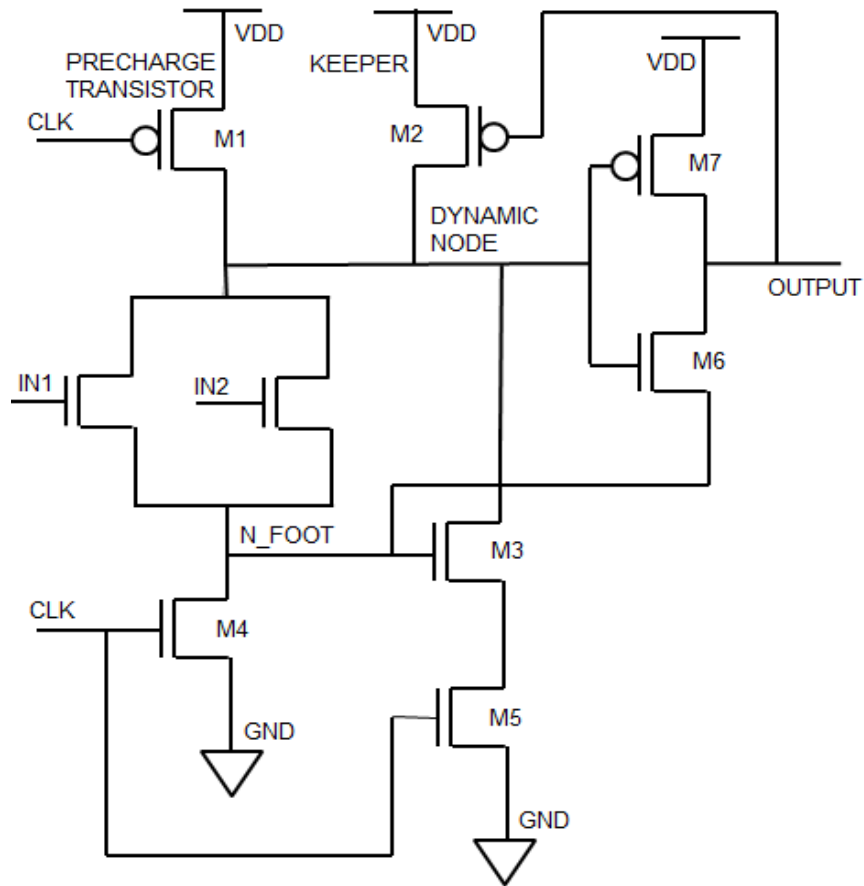 VDD
VDD
VDD
PRECHARGE
TRANSISTOR
KEEPER
CLK
M1
M2
M7
DYNAMIC
NODE
OUTPUT
IN1
IN2
M6
N_FOOT
M3
CLK
M4
M5
GND
GND